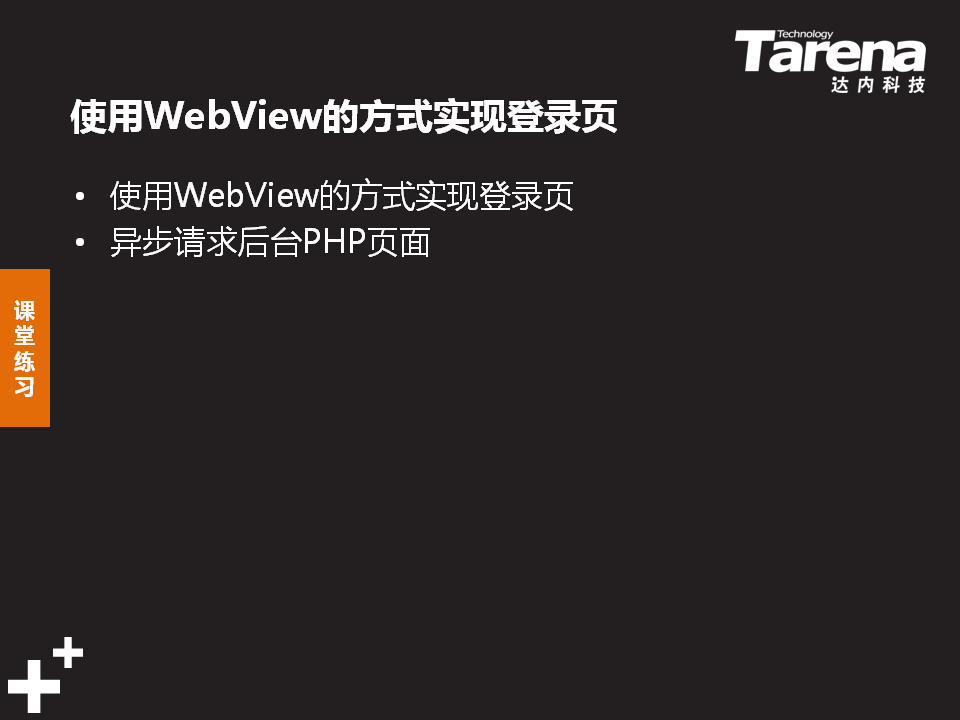 Technology
Tarena
达内科技
使用WebView的方式实现登录页
• 使用WebView的方式实现登录页
• 异步请求后台PHP页面
课
堂
练
习